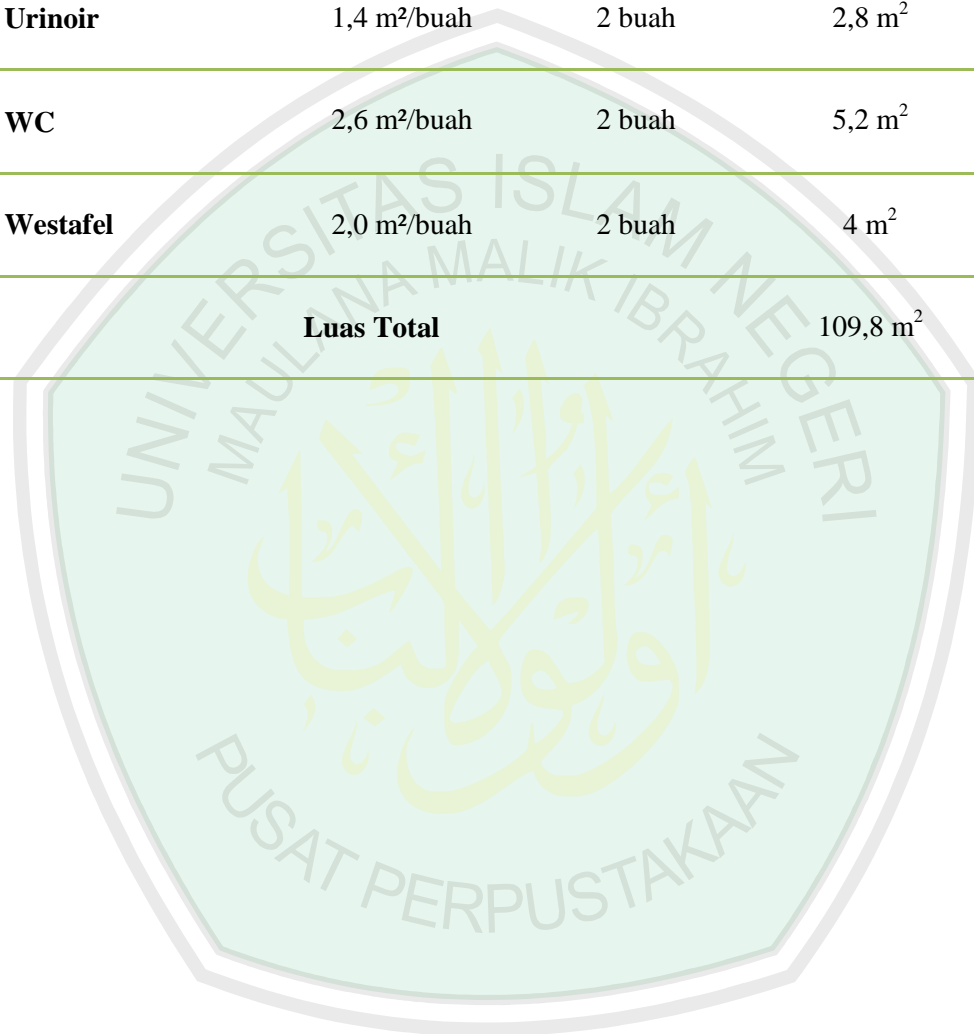 Urinoir 1,4 m²/buah 2 buah 2,8 m²
WC 2,6 m²/buah 2 buah 5,2 m²
Westafel 2,0 m²/buah 2 buah 4 m²
Luas Total 109,8 m²
UNIVERSITAS ISLAM NEGERI
MAULANA MALIK IBRAHIM
PUSAT PERPUSTAKAAN